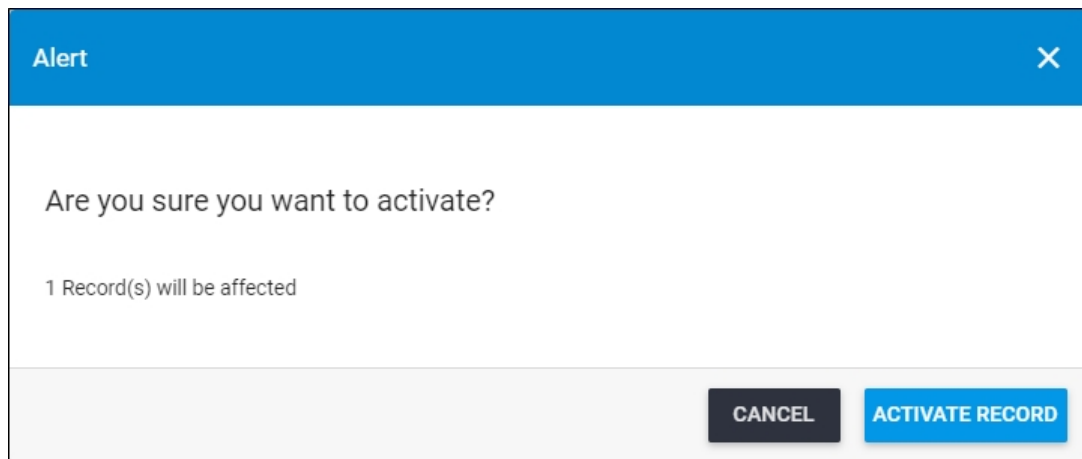 Alert
Are you sure you want to activate?
1 Record(s) will be affected
CANCEL ACTIVATE RECORD